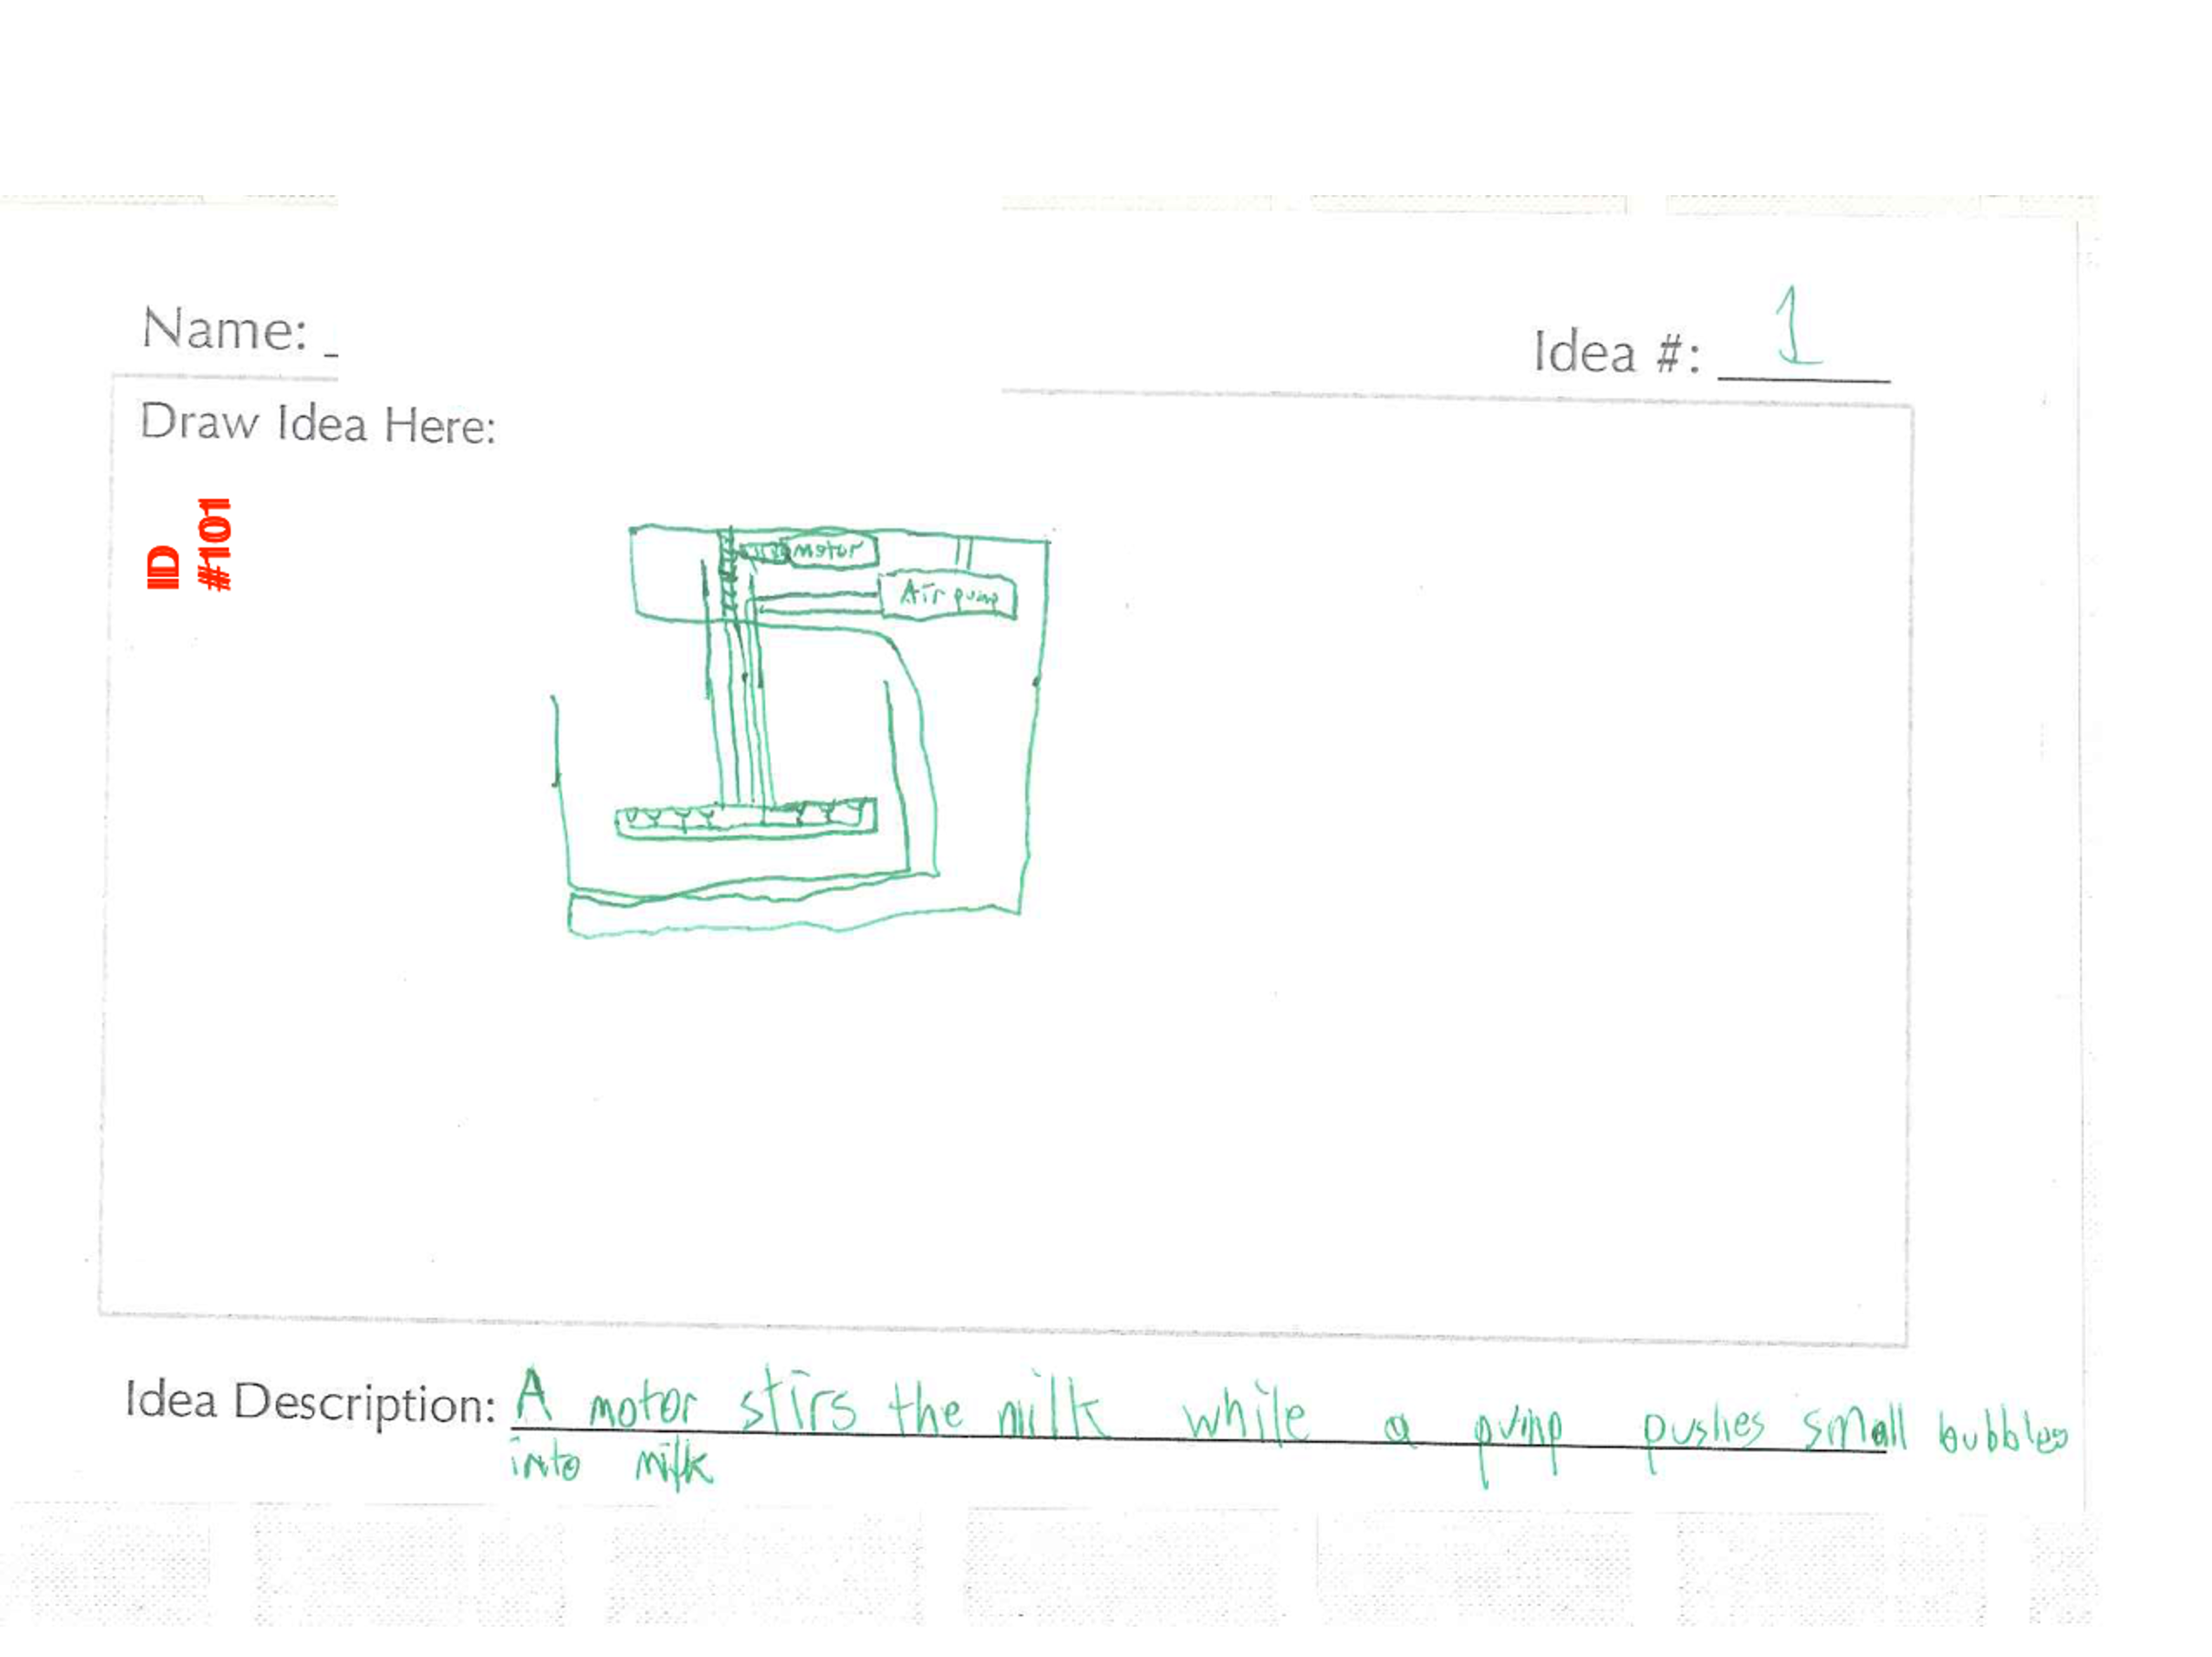 Name:
Idea #: 1
Draw Idea Here:
ID
#101
motor
Air pump
Idea Description: A motor stirs the milk while a pump pushes small bubbles
into milk